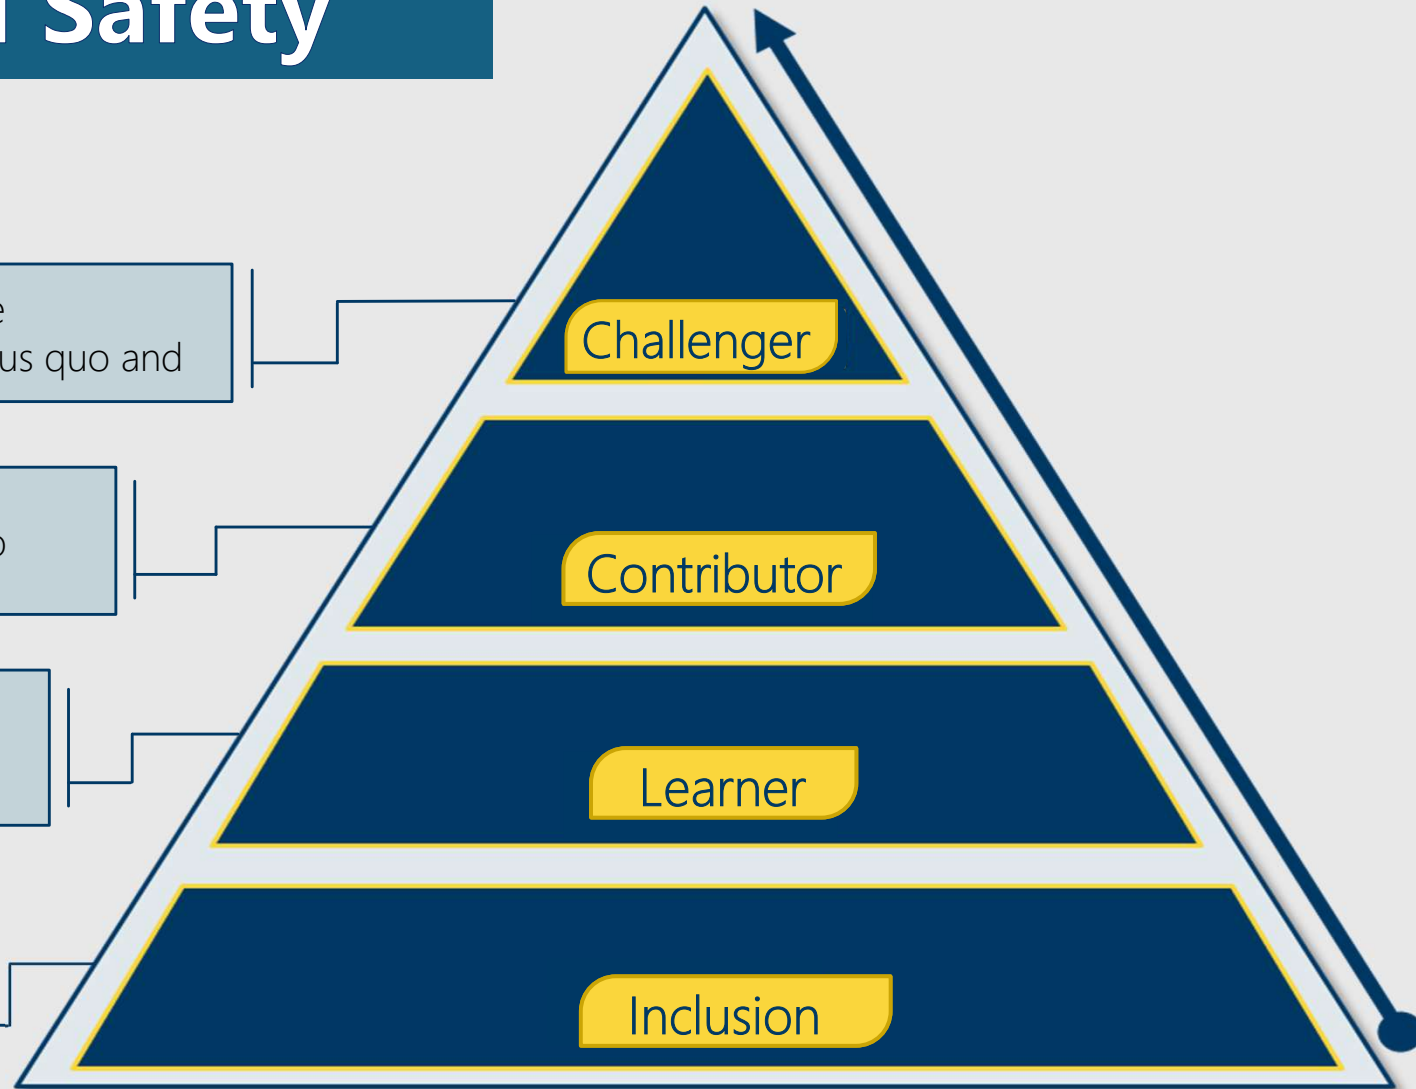 Safety
us quo and
Challenger
Contributor
Learner
Inclusion